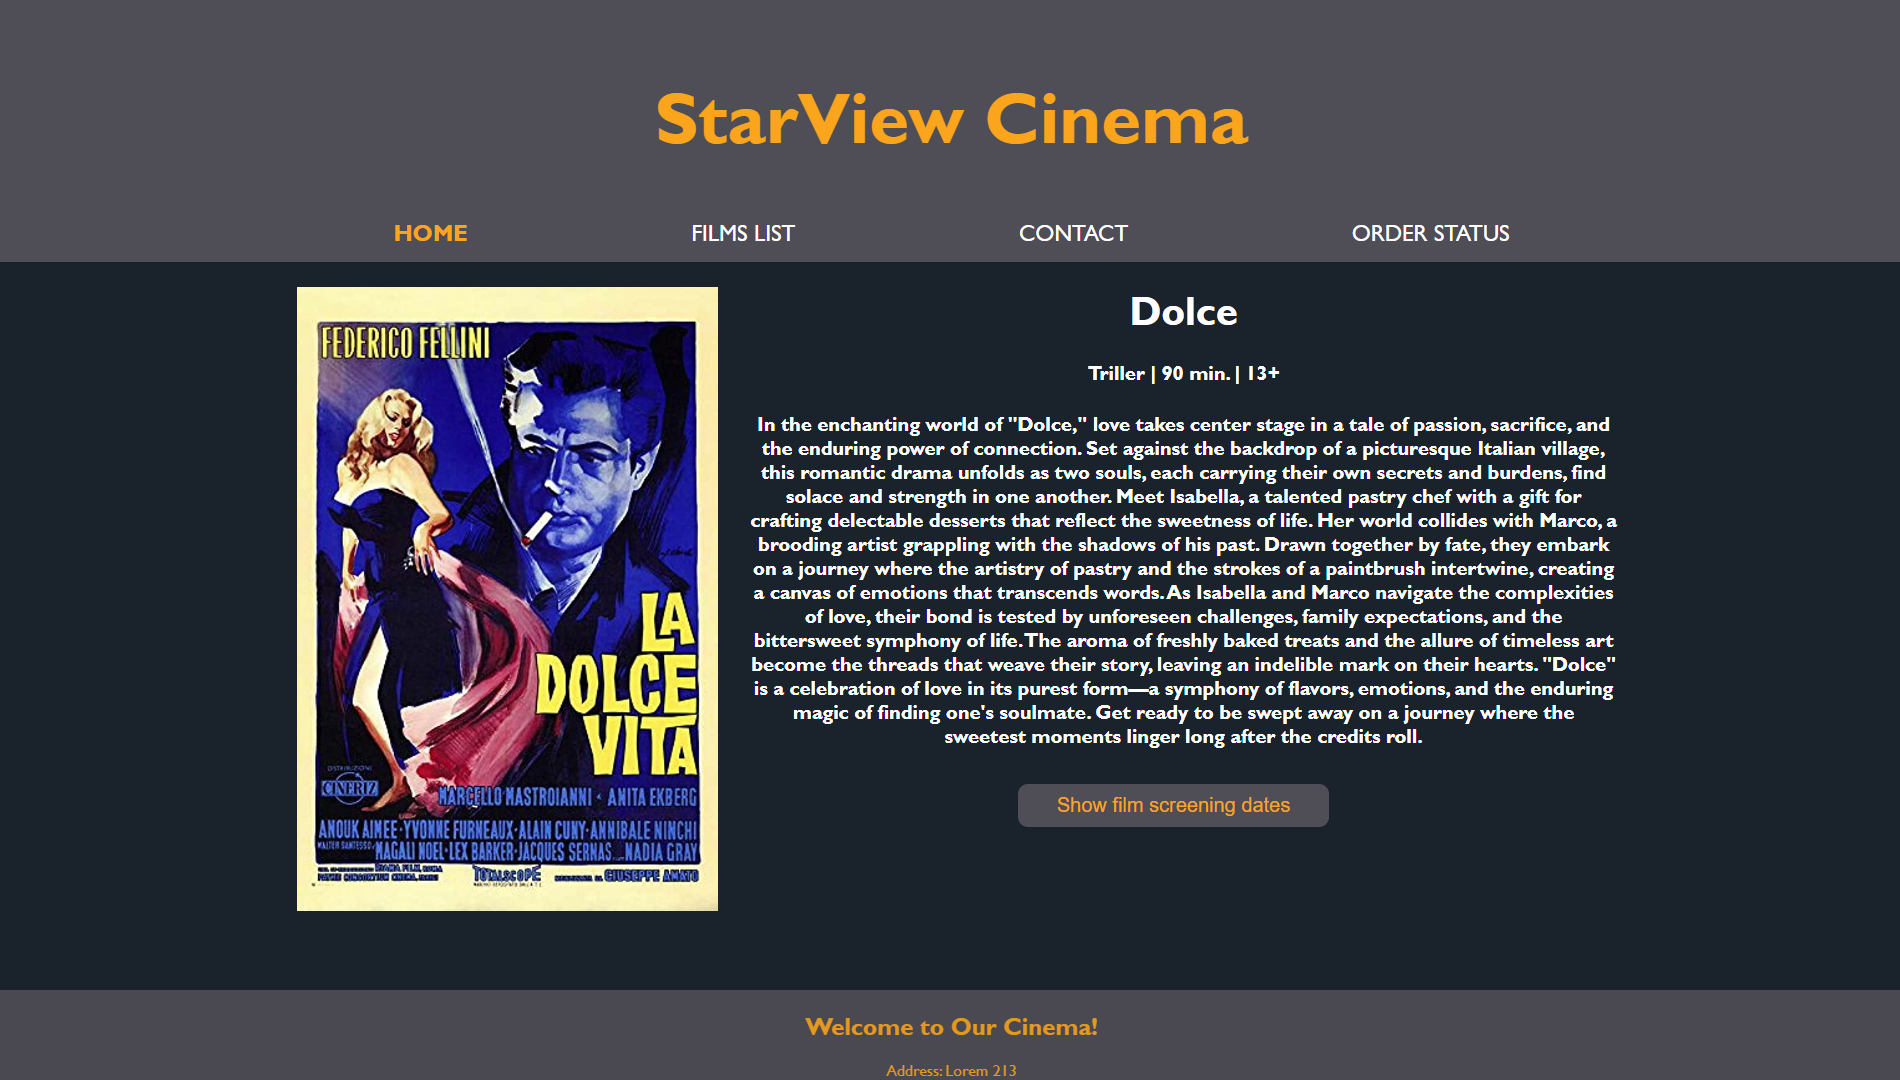 StarView Cinema
HOME
FILMS LIST
CONTACT
ORDER STATUS
FEDERICO FELLINI
LA
DOLCE
VITA
DISTRIBUZIONE
CINERIZ
MARCELLO MASTROIANNI · ANITA EKBERG
ANOUK AIMEE · YVONNE FURNEAUX · ALAIN CUNY · ANNIBALE NINCHI
WALTER SANTESSO · MAGALI NOEL · LEX BARKER · JACQUES SERNAS NADIA GRAY
TOTALSCOPE
GIUSEPPE AMATO
Dolce
Triller | 90 min. | 13+
In the enchanting world of "Dolce," love takes center stage in a tale of passion, sacrifice, and
the enduring power of connection. Set against the backdrop of a picturesque Italian village,
this romantic drama unfolds as two souls, each carrying their own secrets and burdens, find
solace and strength in one another. Meet Isabella, a talented pastry chef with a gift for
crafting delectable desserts that reflect the sweetness of life. Her world collides with Marco, a
brooding artist grappling with the shadows of his past. Drawn together by fate, they embark
on a journey where the artistry of pastry and the strokes of a paintbrush intertwine, creating
a canvas of emotions that transcends words. As Isabella and Marco navigate the complexities
of love, their bond is tested by unforeseen challenges, family expectations, and the
bittersweet symphony of life. The aroma of freshly baked treats and the allure of timeless art
become the threads that weave their story, leaving an indelible mark on their hearts. "Dolce"
is a celebration of love in its purest form—a symphony of flavors, emotions, and the enduring
magic of finding one's soulmate. Get ready to be swept away on a journey where the
sweetest moments linger long after the credits roll.
Show film screening dates
Welcome to Our Cinema!
Address: Lorem 213